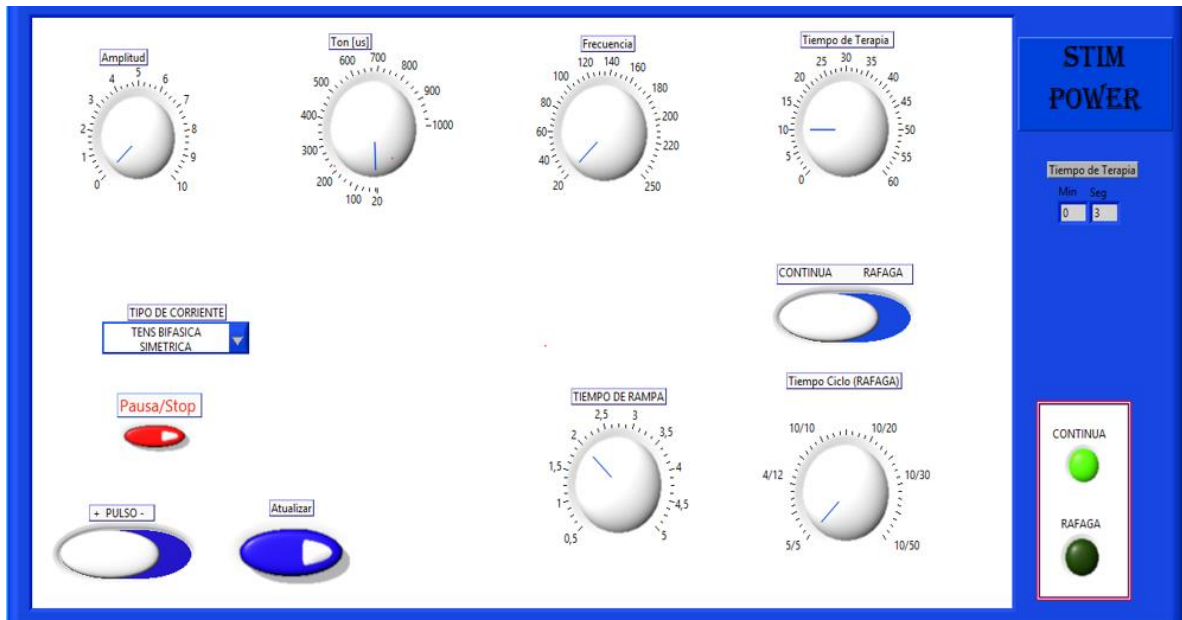 Amplitud
0 1 2 3 4 5 6 7 8 9 10
Ton [us]
20 100 200 300 400 500 600 700 800 900 1000
Frecuencia
20 40 60 80 100 120 140 160 180 200 220 250
Tiempo de Terapia
0 5 10 15 20 25 30 35 40 45 50 55 60
STIM
POWER
Tiempo de Terapia
Min Seg
0 3
CONTINUA RAFAGA
TIPO DE CORRIENTE
TENS BIFASICA
SIMETRICA
Pausa/Stop
TIEMPO DE RAMPA
0,5 1 1,5 2 2,5 3 3,5 4 4,5 5
Tiempo Ciclo (RAFAGA)
5/5 4/12 10/10 10/20 10/30 10/50
CONTINUA
RAFAGA
+ PULSO -
Atualizar